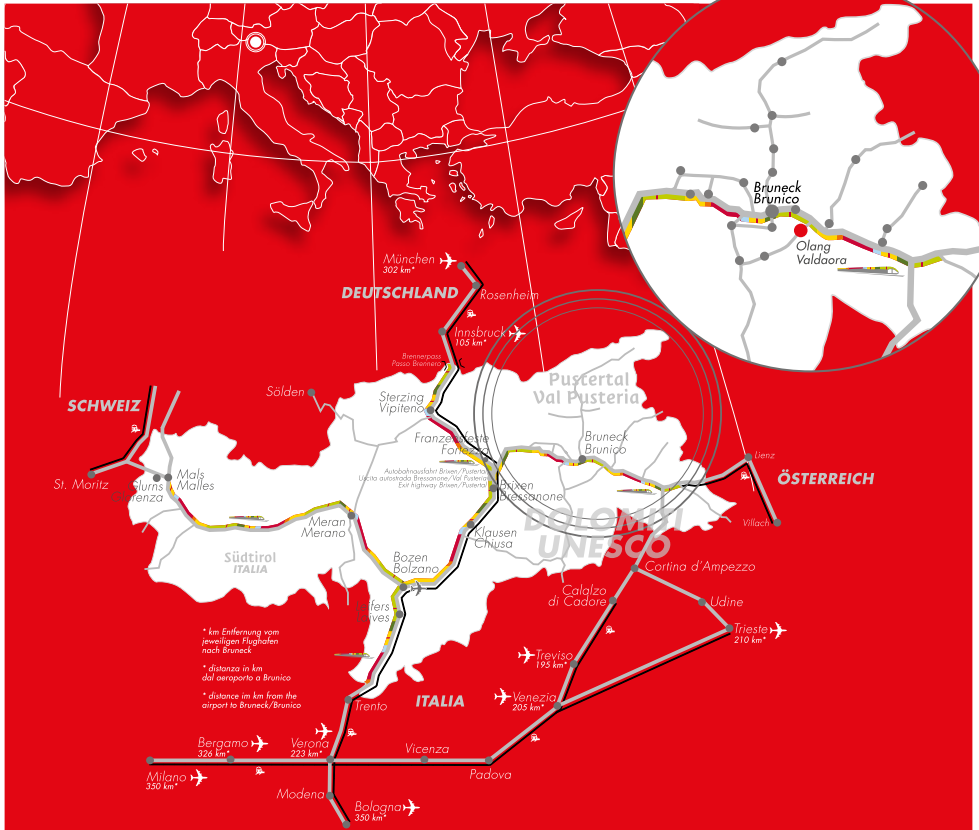 Bruneck
Brunico
Olang
Valdaora
München
302 km*
DEUTSCHLAND
Rosenheim
Innsbruck
105 km*
Brennerpass
Passo Brennero
Sölden
Sterzing
Vipiteno
Pustertal
Val Pusteria
SCHWEIZ
Franzensfeste
Fortezza
Bruneck
Brunico
Lienz
ÖSTERREICH
St. Moritz
Mals
Malles
Autobahnausfahrt Brixen/Pustertal
Uscita autostrada Bressanone/Val Pusteria
Exit highway Brixen/Pustertal
Brixen
Bressanone
Villach
Meran
Merano
DOLOMITI
UNESCO
Klausen
Chiusa
Südtirol
ITALIA
Bozen
Bolzano
Cortina d'Ampezzo
Calalzo
di Cadore
Udine
* km Entfernung vom
jeweiligen Flughafen
nach Bruneck
* distanza in km
dal aeroporto a Brunico
* distance im km from the
airport to Bruneck/Brunico
Trieste
210 km*
Treviso
195 km*
Venezia
205 km*
ITALIA
Trento
Bergamo
326 km*
Verona
223 km*
Vicenza
Padova
Milano
350 km*
Modena
Bologna
350 km*